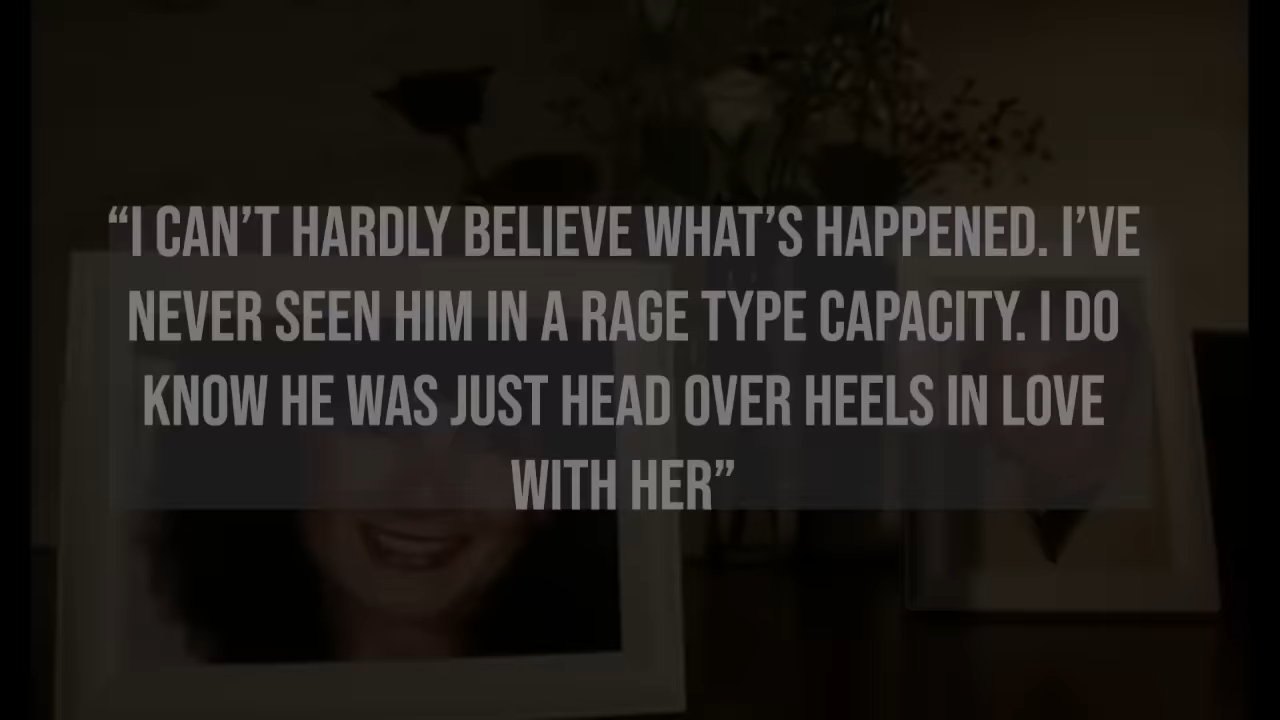 “I CAN’T HARDLY BELIEVE WHAT’S HAPPENED. I’VE
NEVER SEEN HIM IN A RAGE TYPE CAPACITY. I DO
KNOW HE WAS JUST HEAD OVER HEELS IN LOVE
WITH HER”